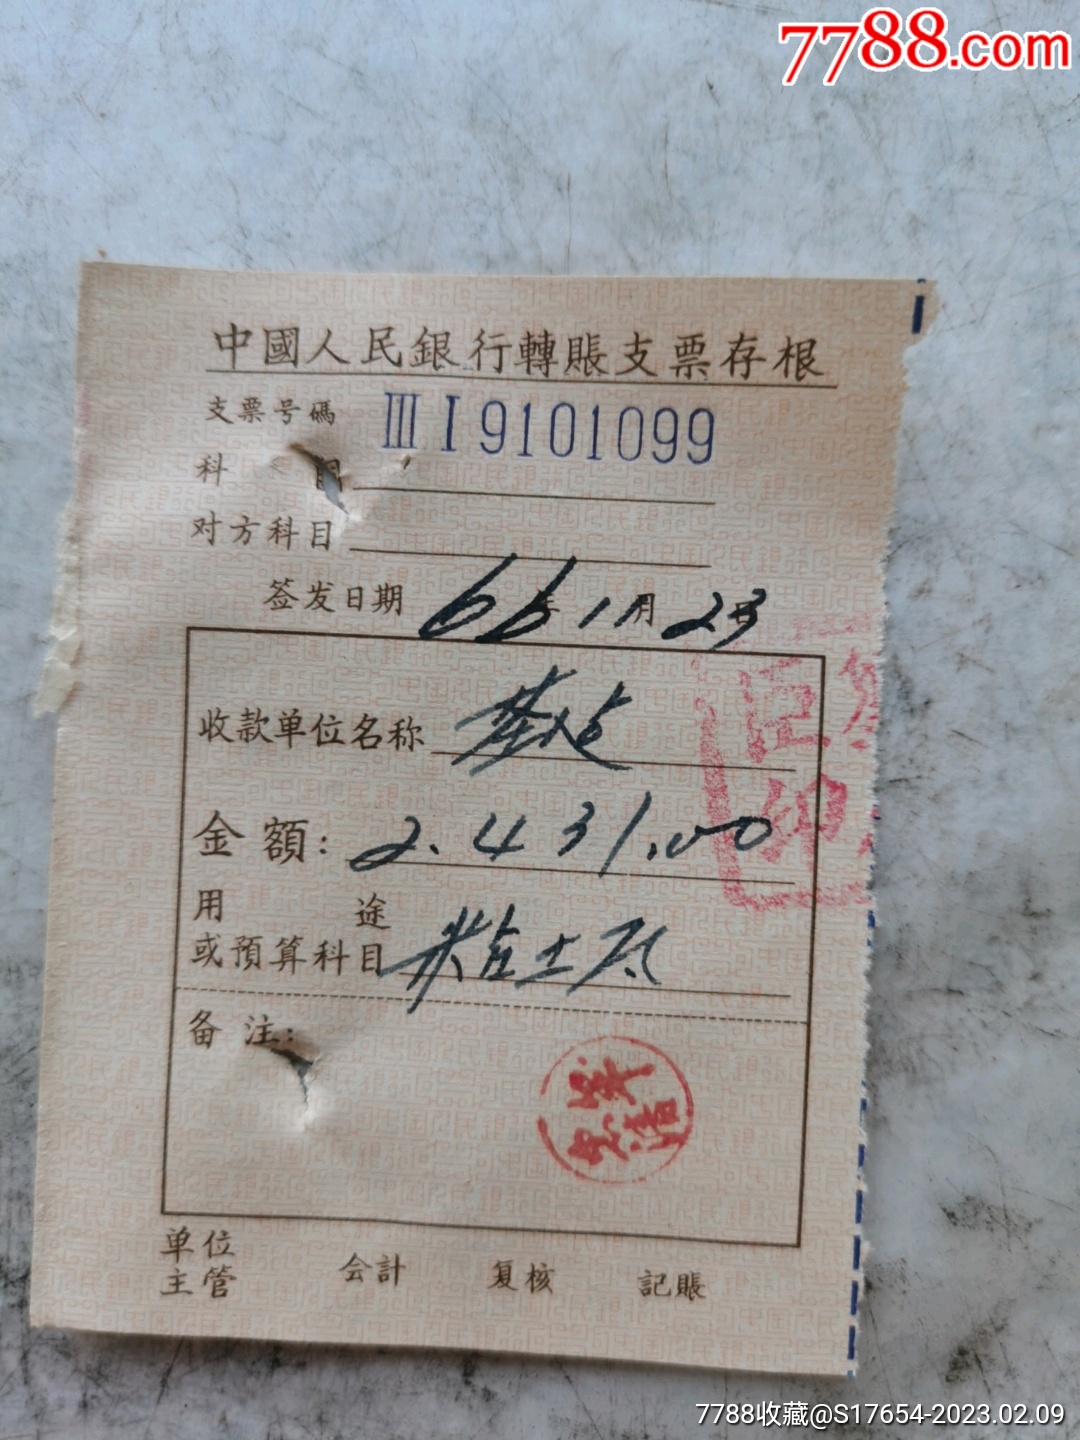 7788.com
中國人民銀行轉賬支票存根
支票号碼 III I 9101099
科 目
对方科目
签发日期 66年1月23
收款单位名称
金額: 2.431.00
用 途
或預算科目
备注:
单位
主管 会計 复核 記賬
7788收藏@S17654-2023.02.09